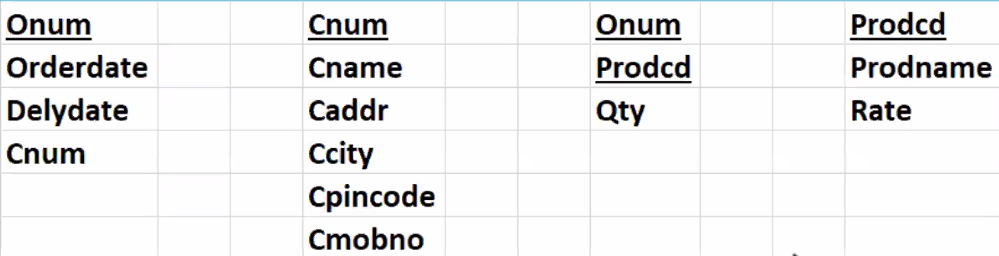 Onum Cnum Onum Prodcd
Orderdate Cname Prodcd Prodname
Delydate Caddr Qty Rate
Cnum Ccity
Cpincode
Cmobno